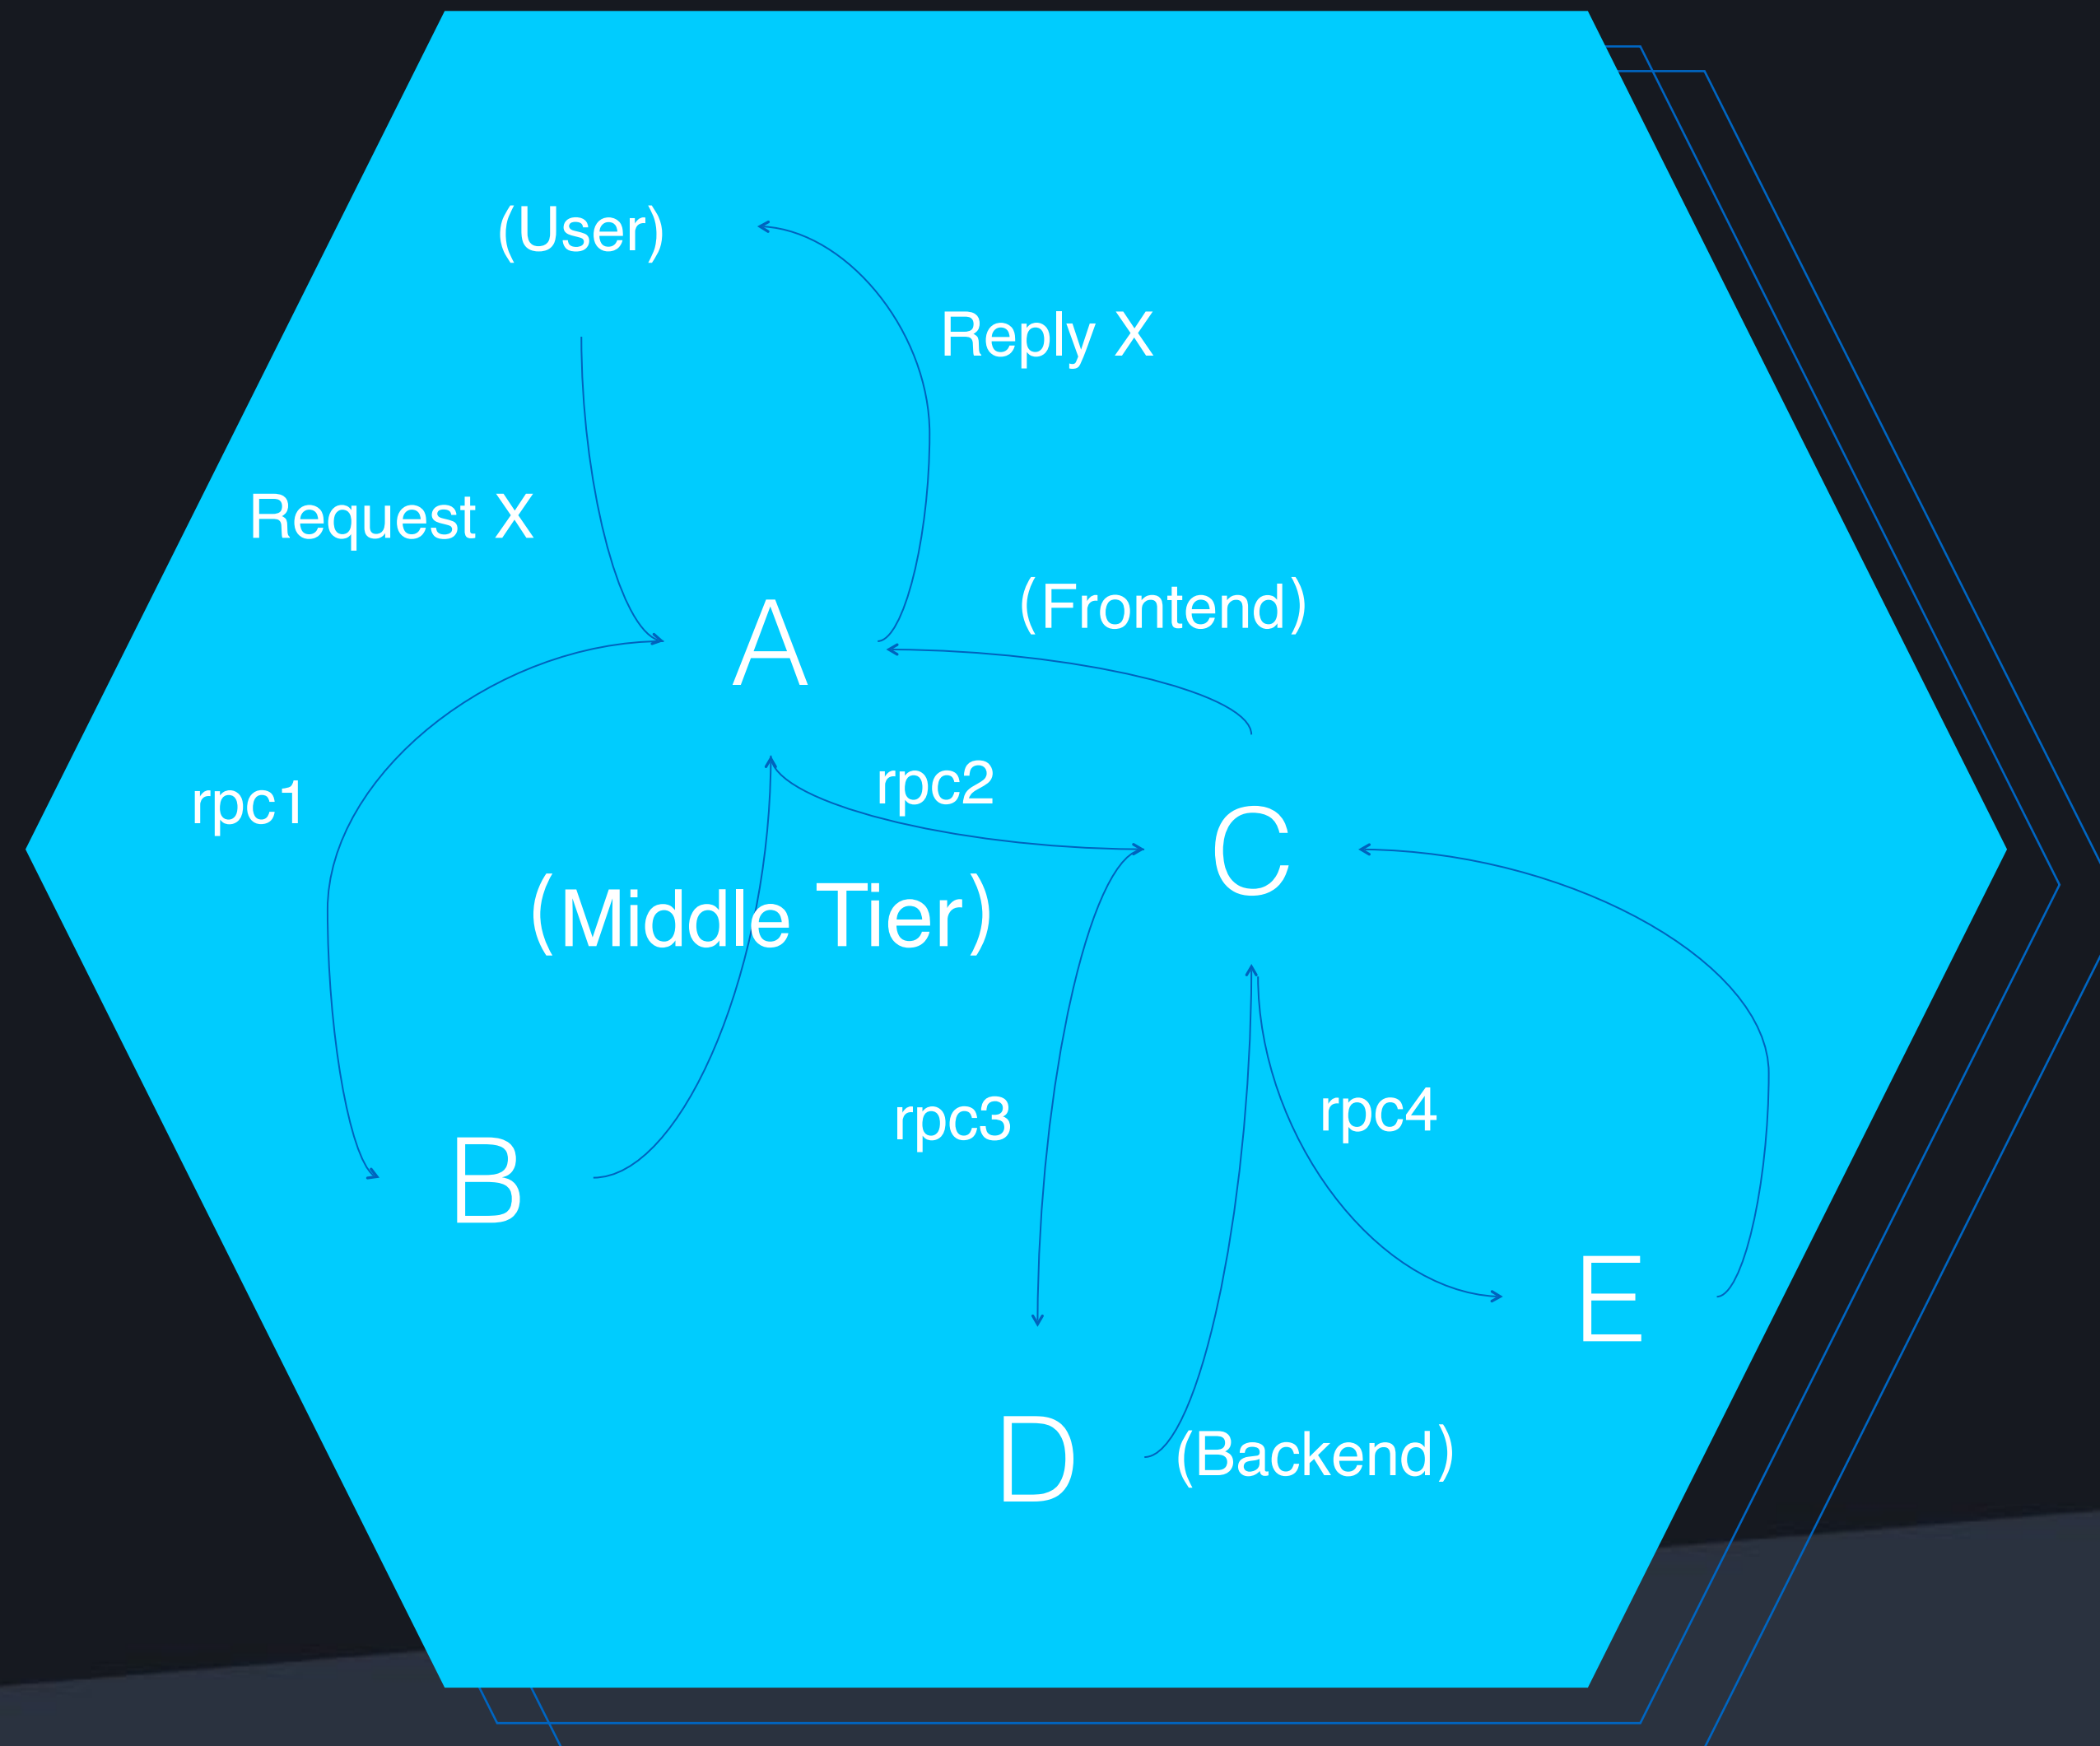 (User)
Reply X
Request X
(Frontend)
A
rpc1
rpc2
C
(Middle Tier)
rpc3
rpc4
B
E
D
(Backend)